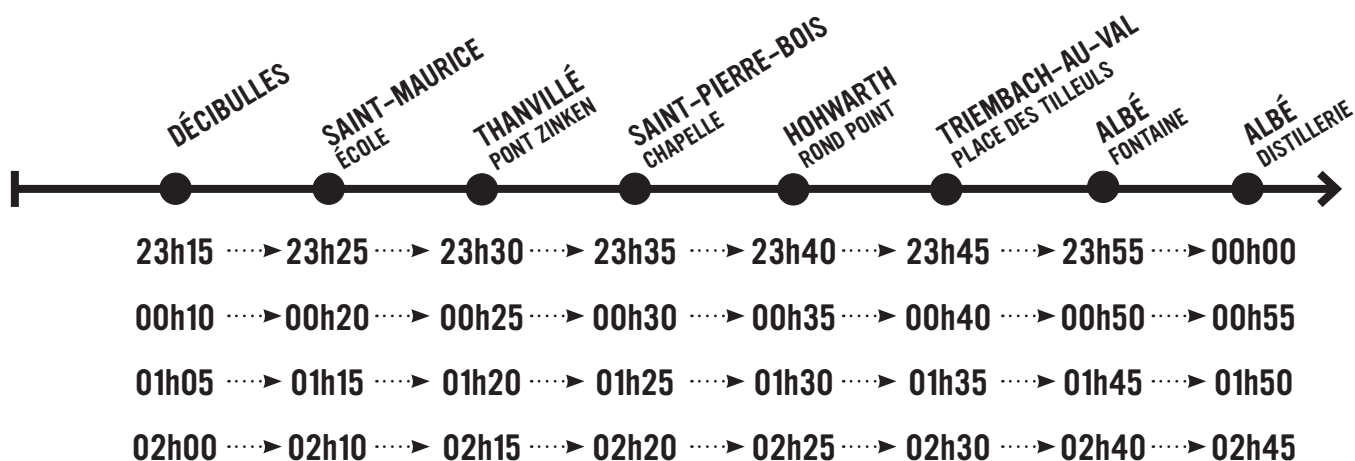 DÉCIBULLES
SAINT-MAURICE
ÉCOLE
THANVILLÉ
PONT ZINKEN
SAINT-PIERRE-BOIS
CHAPELLE
HOHWARTH
ROND POINT
TRIEMBACH-AU-VAL
PLACE DES TILLEULS
ALBÉ
FONTAINE
ALBÉ
DISTILLERIE
23h15 23h25 23h30 23h35 23h40 23h45 23h55 00h00
00h10 00h20 00h25 00h30 00h35 00h40 00h50 00h55
01h05 01h15 01h20 01h25 01h30 01h35 01h45 01h50
02h00 02h10 02h15 02h20 02h25 02h30 02h40 02h45